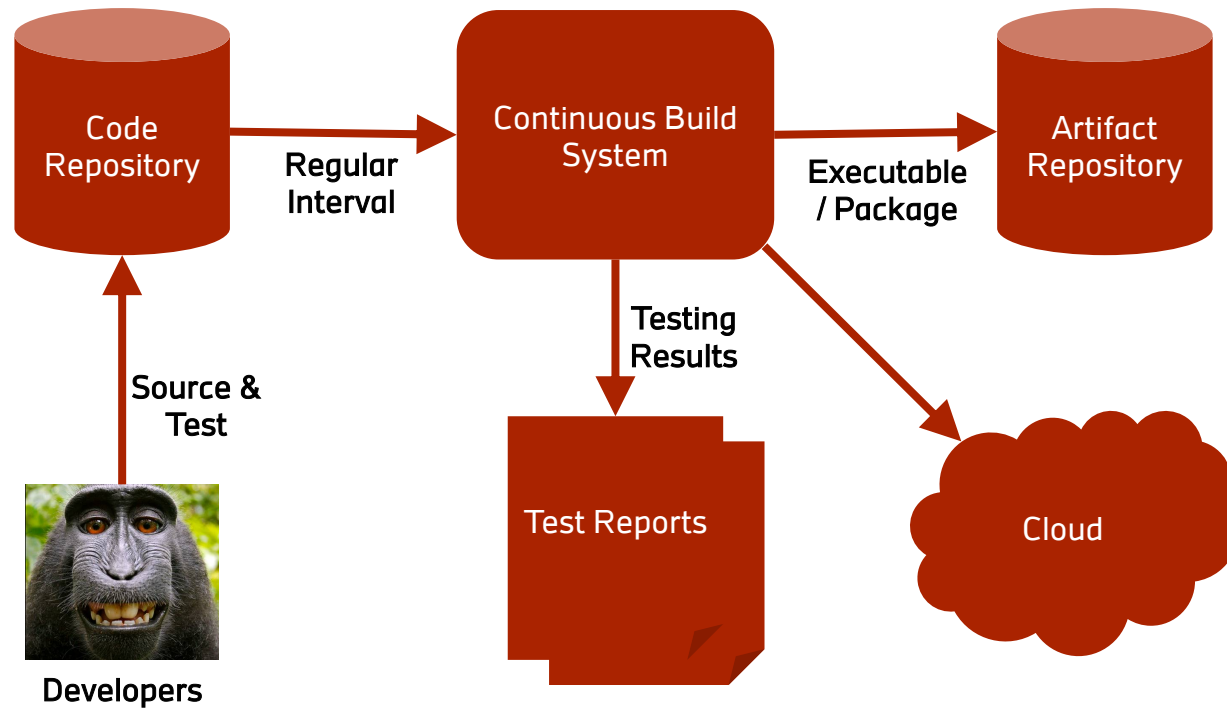 Code
Repository
Regular
Interval
Continuous Build
System
Executable
/ Package
Artifact
Repository
Testing
Results
Source &
Test
Test Reports
Cloud
Developers